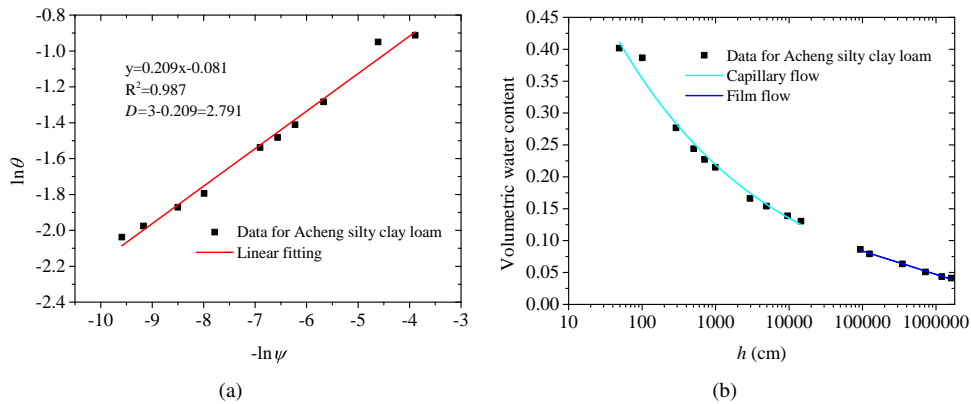 (a)
-0.8
-1.0
-1.2
-1.4
-1.6
-1.8
-2.0
-2.2
-2.4
lnθ
y=0.209x-0.081
R²=0.987
D=3-0.209=2.791
Data for Acheng silty clay loam
Linear fitting
-10 -9 -8 -7 -6 -5 -4 -3
-lnψ
(a)
(b)
0.45
0.40
0.35
0.30
0.25
0.20
0.15
0.10
0.05
0.00
Volumetric water content
Data for Acheng silty clay loam
Capillary flow
Film flow
10 100 1000 10000 100000 1000000
h (cm)
(b)